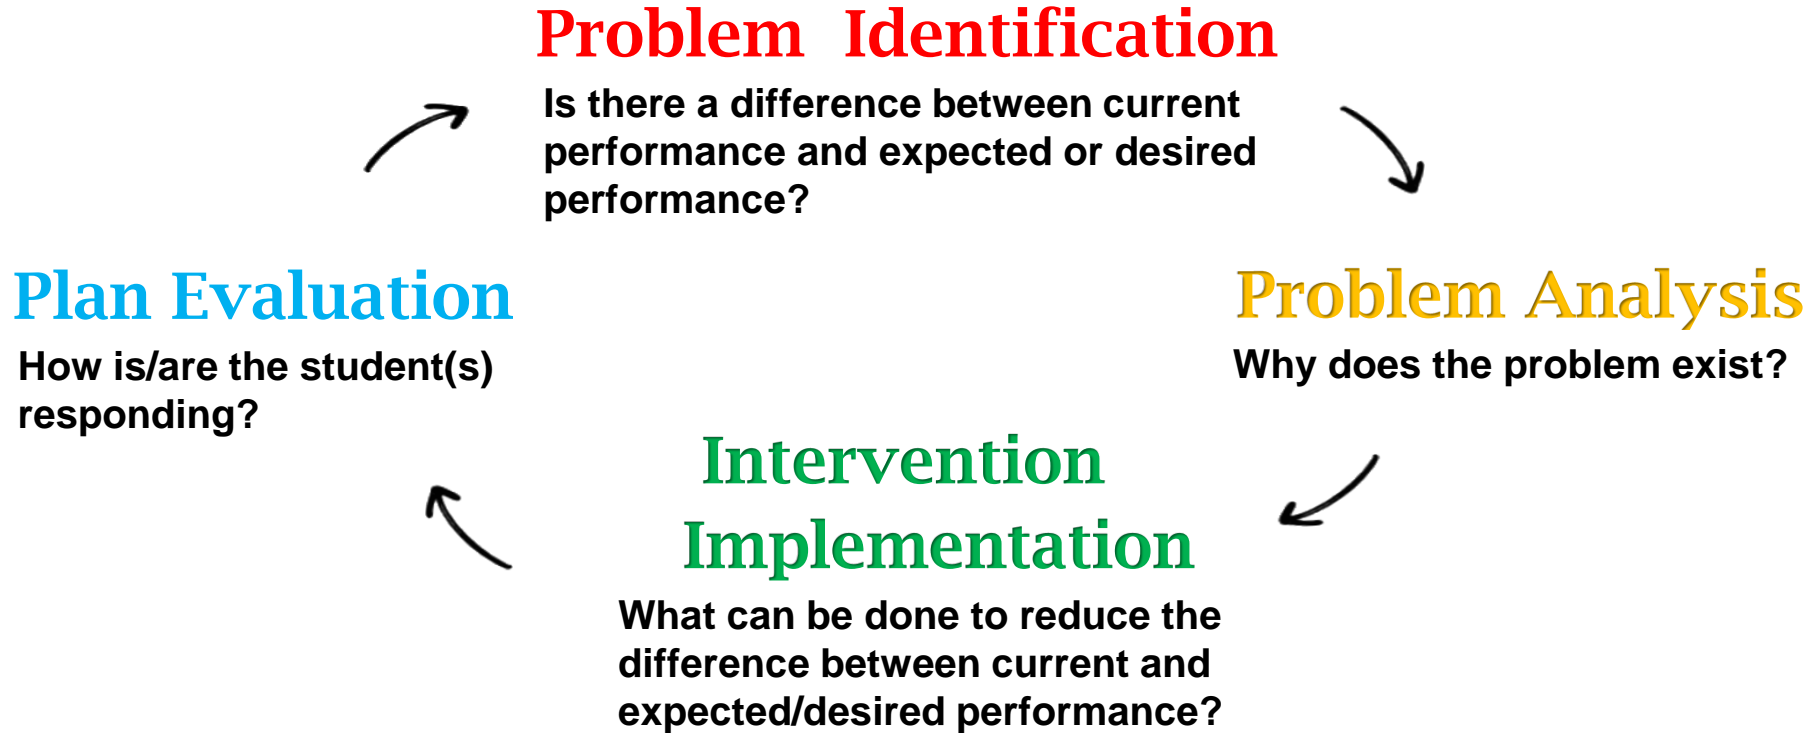 Problem Identification
Is there a difference between current
performance and expected or desired
performance?
Problem Analysis
Why does the problem exist?
Intervention
Implementation
What can be done to reduce the
difference between current and
expected/desired performance?
Plan Evaluation
How is/are the student(s)
responding?